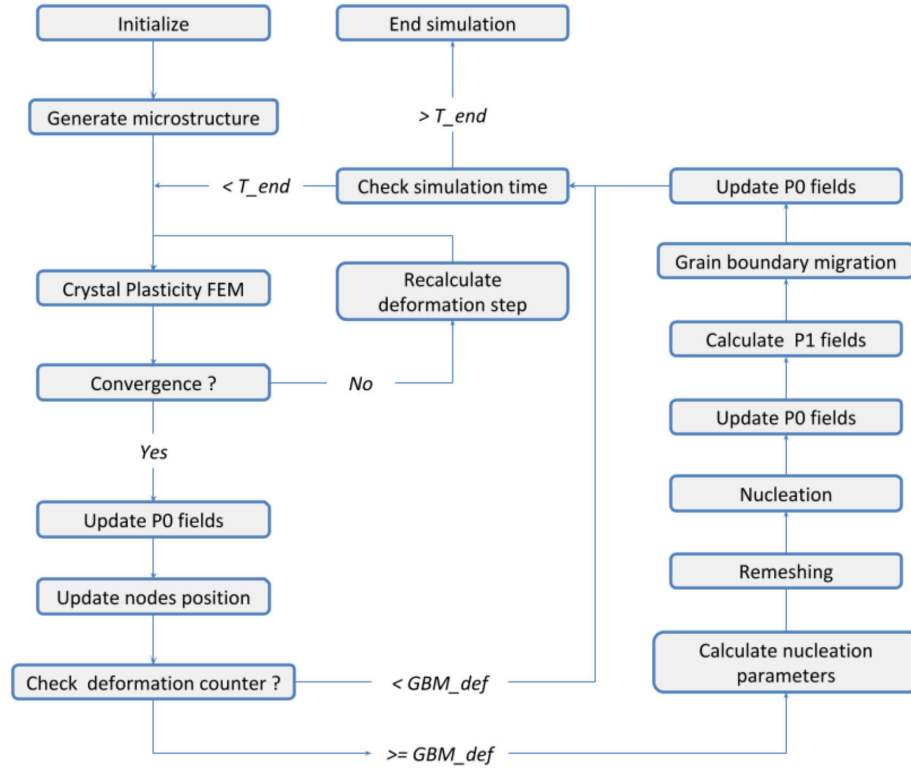 Initialize
End simulation
Generate microstructure
> T_end
< T_end
Check simulation time
Update P0 fields
Grain boundary migration
Crystal Plasticity FEM
Recalculate
deformation step
Calculate P1 fields
Convergence ?
No
Update P0 fields
Yes
Nucleation
Update P0 fields
Remeshing
Update nodes position
Calculate nucleation
parameters
Check deformation counter ?
< GBM_def
>= GBM_def